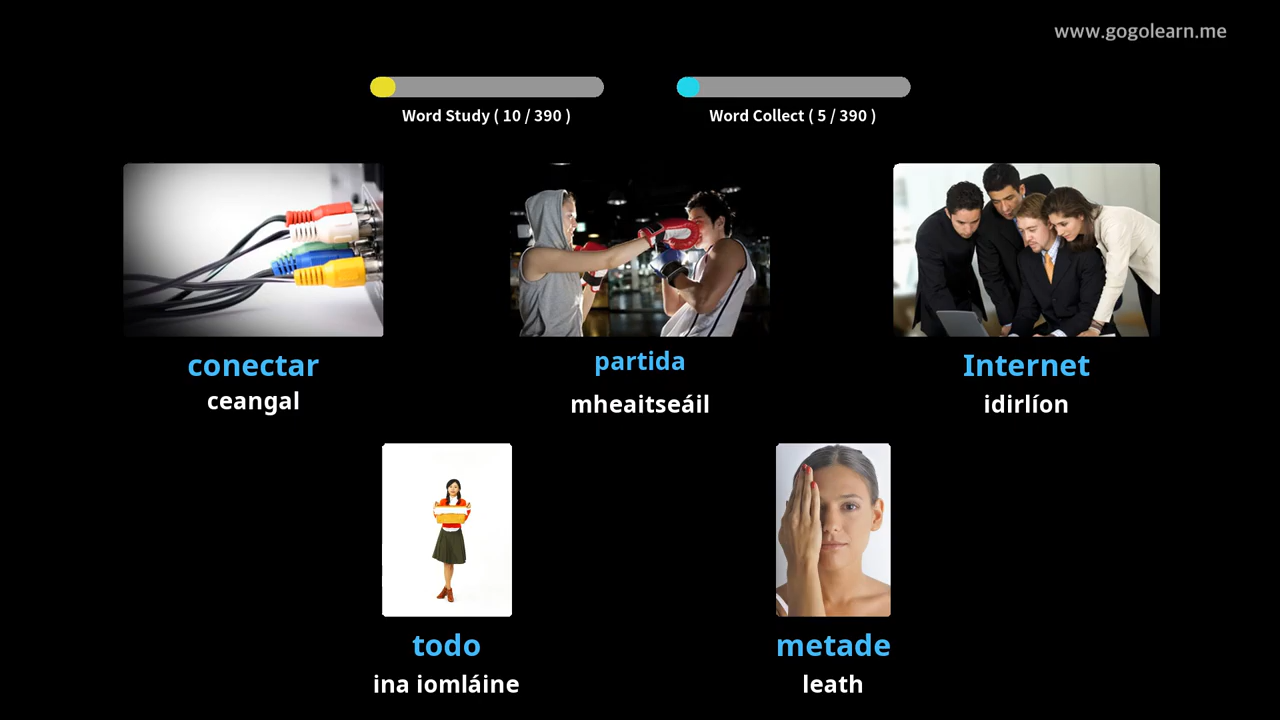 www.gogolearn.me
Word Study ( 10 / 390 )
Word Collect ( 5 / 390 )
conectar
ceangal
partida
mheaitseáil
Internet
idirlíon
todo
ina iomláine
metade
leath